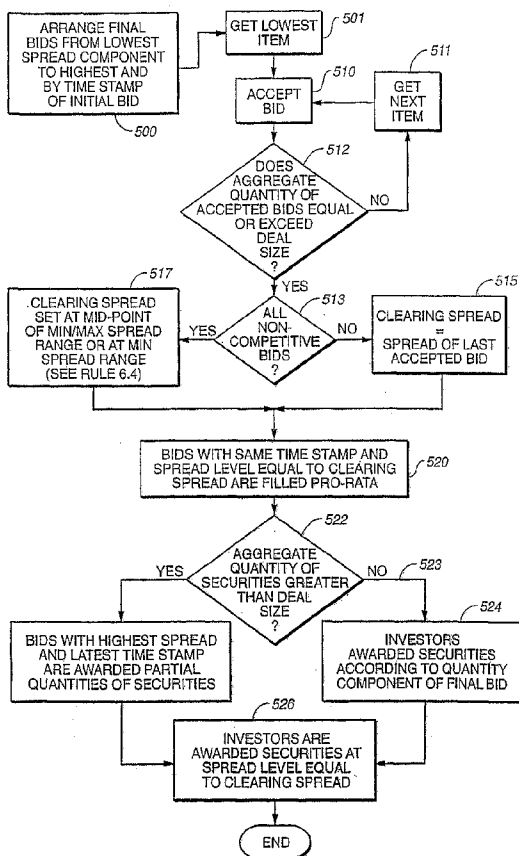 ARRANGE FINAL
BIDS FROM LOWEST
SPREAD COMPONENT
TO HIGHEST AND
BY TIME STAMP
OF INITIAL BID
500
GET LOWEST
ITEM
501
ACCEPT
BID
510
GET
NEXT
ITEM
511
DOES
AGGREGATE
QUANTITY OF
ACCEPTED BIDS EQUAL
OR EXCEED
DEAL
SIZE
?
512
NO
YES
517
CLEARING SPREAD
SET AT MID-POINT
OF MIN/MAX SPREAD
RANGE OR AT MIN
SPREAD RANGE
(SEE RULE 6.4)
YES
ALL
NON-
COMPETITIVE
BIDS
?
513
NO
515
CLEARING SPREAD
=
SPREAD OF LAST
ACCEPTED BID
BIDS WITH SAME TIME STAMP AND
SPREAD LEVEL EQUAL TO CLEARING
SPREAD ARE FILLED PRO-RATA
520
522
YES
AGGREGATE
QUANTITY OF
SECURITIES GREATER
THAN DEAL
SIZE
?
NO
523
BIDS WITH HIGHEST SPREAD
AND LATEST TIME STAMP
ARE AWARDED PARTIAL
QUANTITIES OF SECURITIES
524
INVESTORS
AWARDED SECURITIES
ACCORDING TO QUANTITY
COMPONENT OF FINAL BID
526
INVESTORS ARE
AWARDED SECURITIES AT
SPREAD LEVEL EQUAL
TO CLEARING SPREAD
END